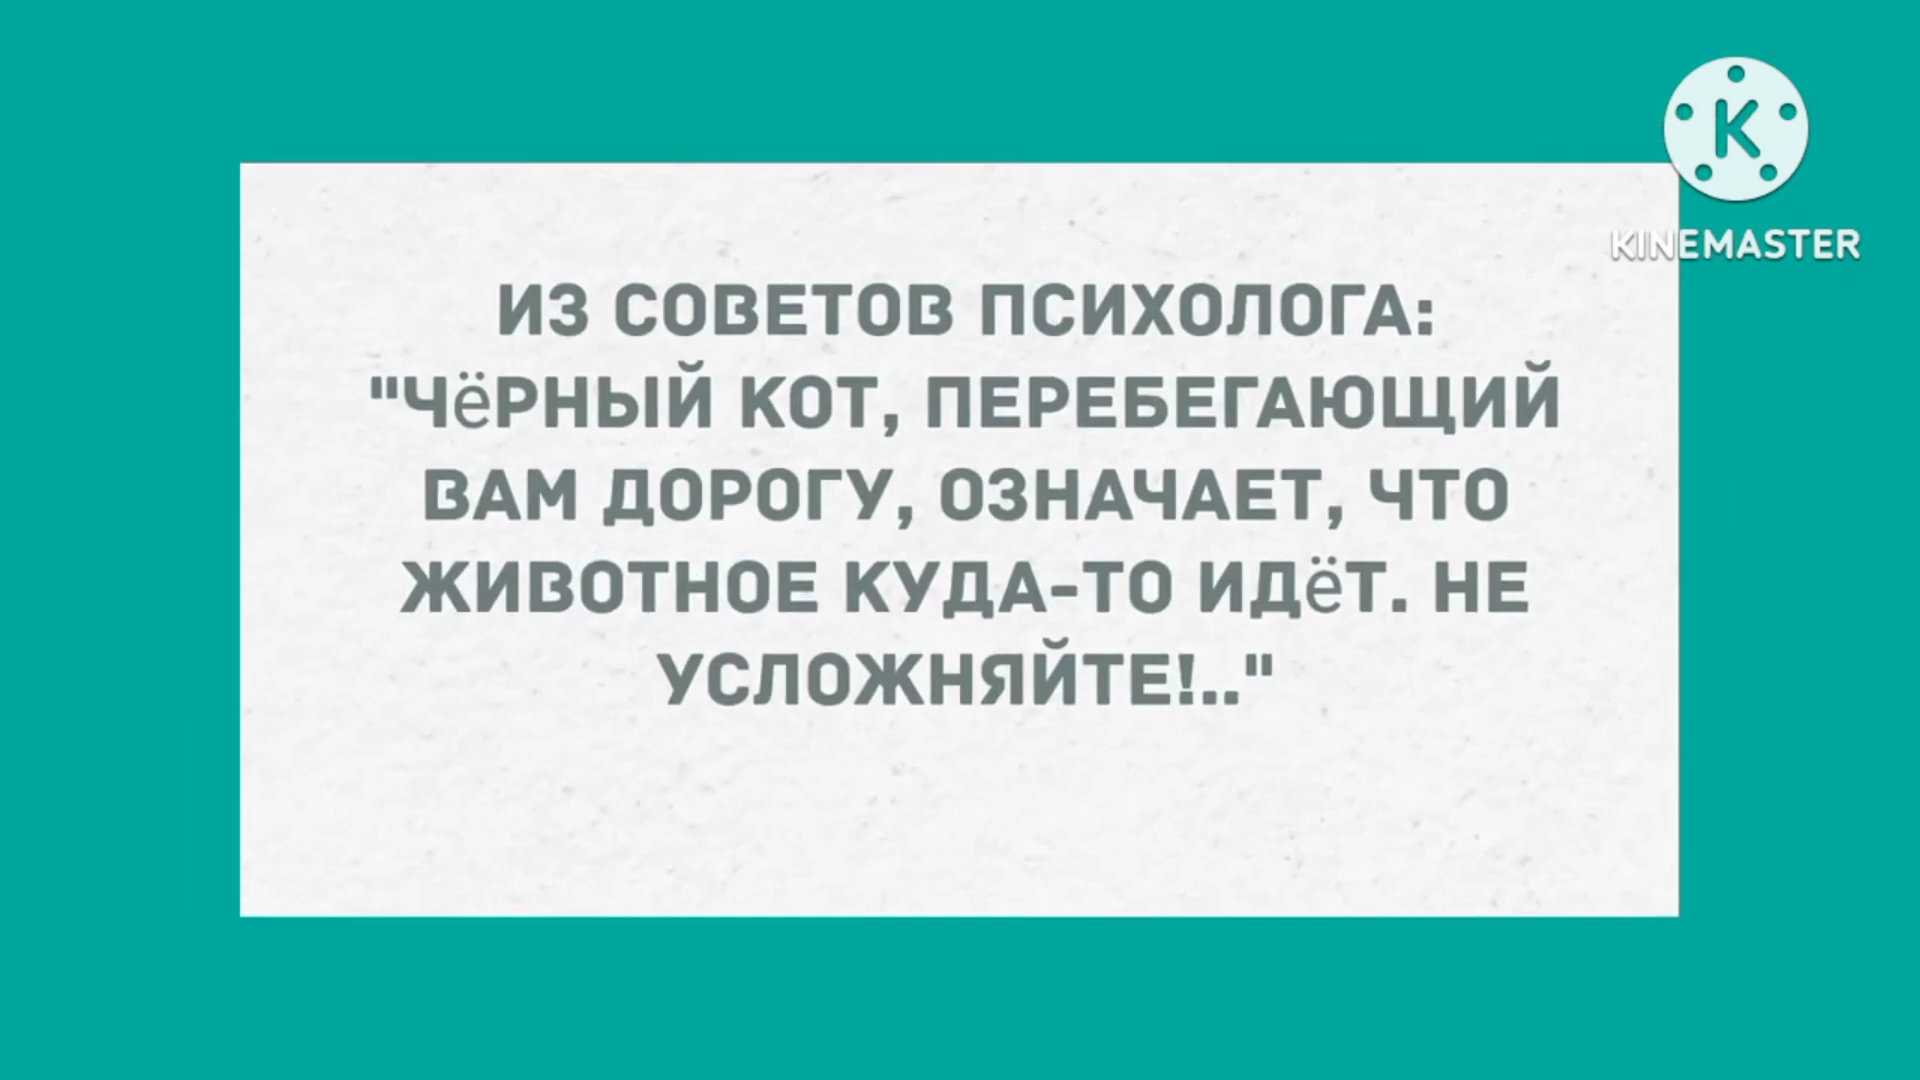 KINEMASTER
ИЗ СОВЕТОВ ПСИХОЛОГА:
"ЧёРНЫЙ КОТ, ПЕРЕБЕГАЮЩИЙ
ВАМ ДОРОГУ, ОЗНАЧАЕТ, ЧТО
ЖИВОТНОЕ КУДА-ТО ИДёТ. НЕ
УСЛОЖНЯЙТЕ!.."